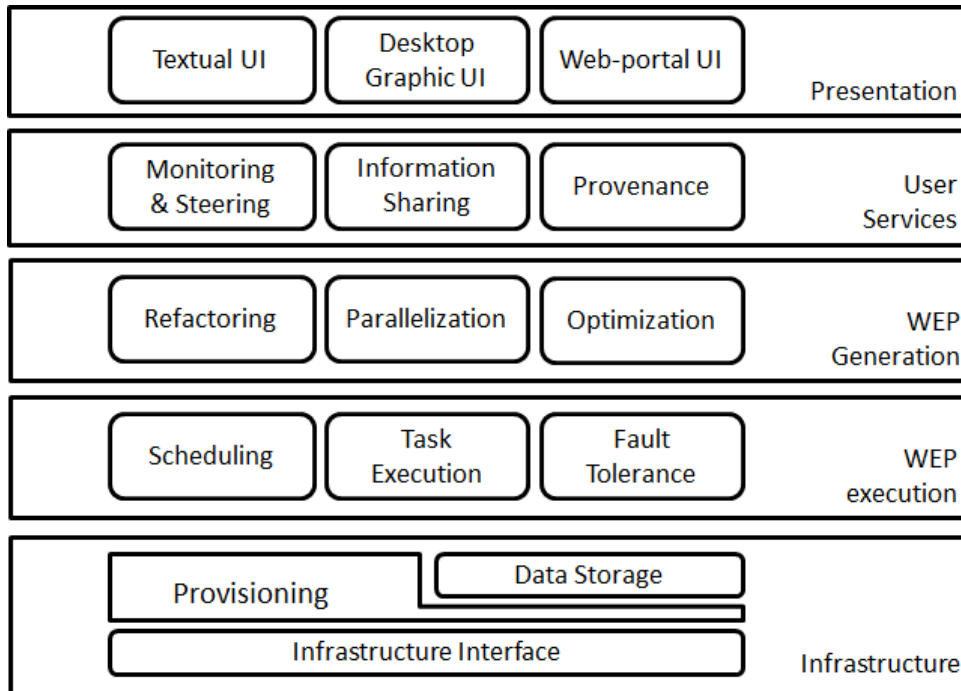 Textual UI
Desktop
Graphic UI
Web-portal UI
Presentation
Monitoring
& Steering
Information
Sharing
Provenance
User
Services
Refactoring
Parallelization
Optimization
WEP
Generation
Scheduling
Task
Execution
Fault
Tolerance
WEP
execution
Provisioning
Data Storage
Infrastructure Interface
Infrastructure